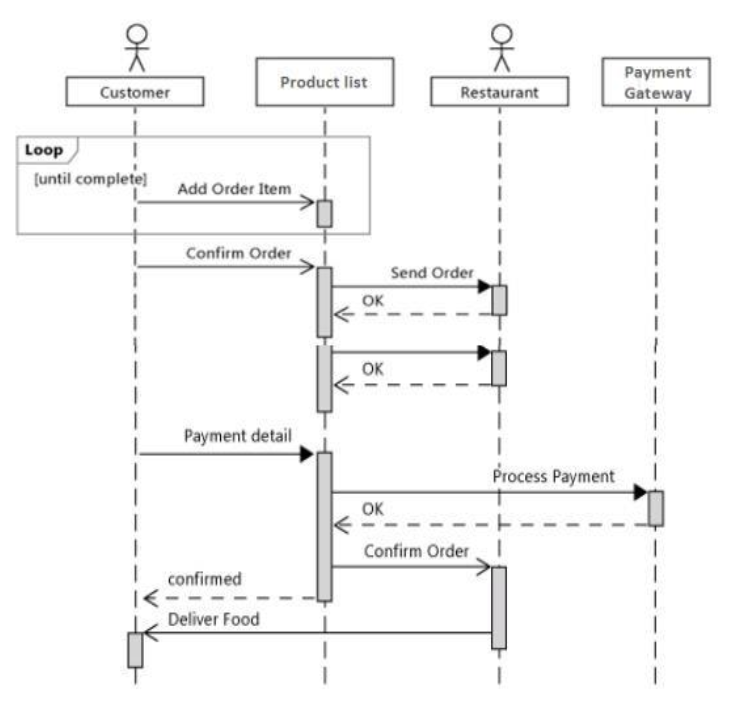 Customer
Product list
Restaurant
Payment
Gateway
Loop
[until complete]
Add Order Item
Confirm Order
Send Order
OK
OK
Payment detail
Process Payment
OK
Confirm Order
confirmed
Deliver Food